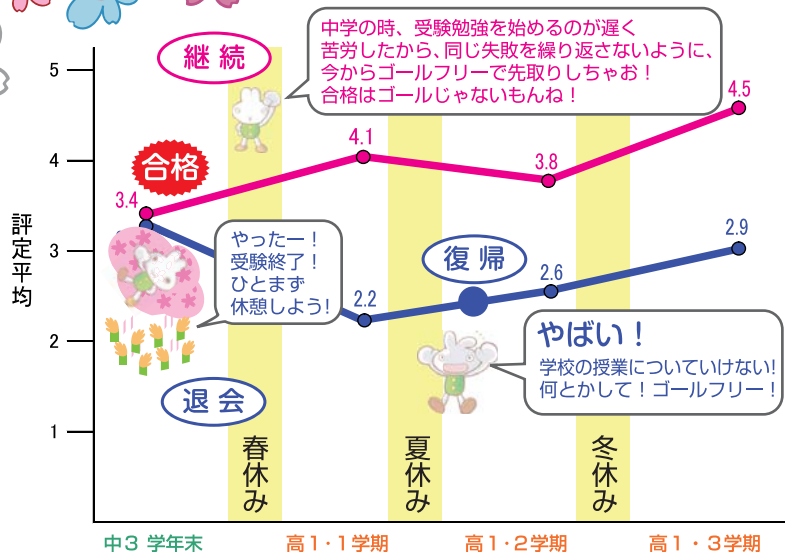 継続
中学の時、受験勉強を始めるのが遅く
苦労したから、同じ失敗を繰り返さないように、
今からゴールフリーで先取りしちゃお！
合格はゴールじゃないもんね！
5
4
3
2
1
評定平均
合格
3.4
4.1
3.8
4.5
やったー！
受験終了！
ひとまず
休憩しよう！
2.2
復帰
2.6
2.9
やばい！
学校の授業についていけない！
何とかして！ゴールフリー！
退会
春休み
夏休み
冬休み
中3 学年末
高1・1学期
高1・2学期
高1・3学期